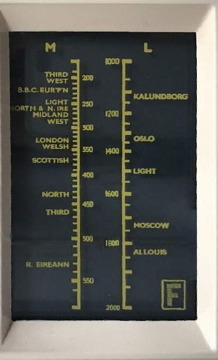 M L
1000
THIRD
WEST
200
B.B.C. EUR'P'N
KALUNDBORG
LIGHT
250
NORTH & N. IRE
1200
MIDLAND
WEST
300
LONDON
OSLO
WELSH
350
1400
SCOTTISH
400
LIGHT
NORTH
450
1600
THIRD
MOSCOW
500
1800
ALLOUIS
R. EIREANN
550
F
2000